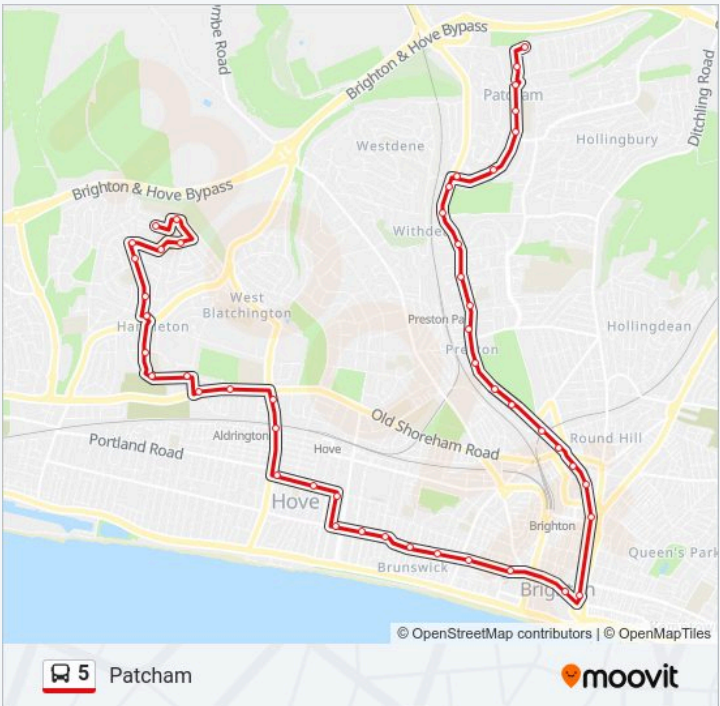 mbe Road
Brighton & Hove Bypass
Patcham
Ditchling Road
Hollingbury
Westdene
Brighton & Hove Bypass
Withde
West
Blatchington
Hangleton
Preston Pa
Preston
Hollingdean
Old Shoreham Road
Round Hill
Aldrington
Portland Road
Hove
Hove
Brighton
Queen's Park
Brunswick
Brighton
© OpenStreetMap contributors | © OpenMapTiles
5 Patcham
moovit